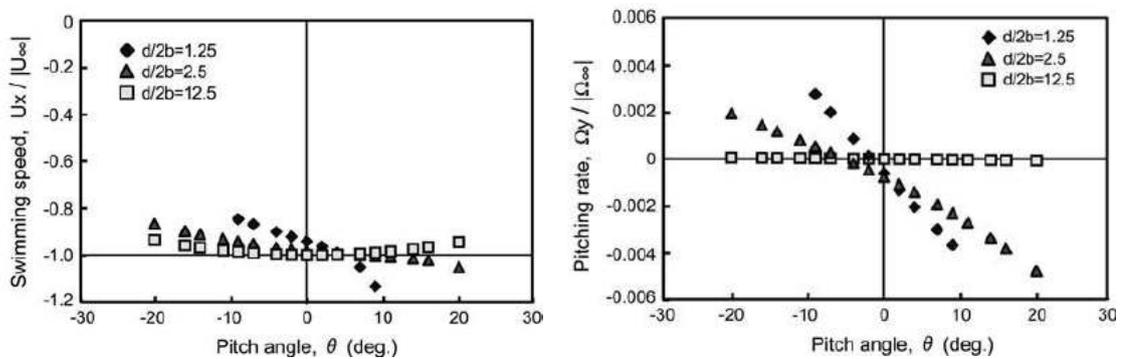 Swimming speed, Ux / |U∞|
0
-0.2
-0.4
-0.6
-0.8
-1.0
-1.2
d/2b=1.25
d/2b=2.5
d/2b=12.5
-30 -20 -10 0 10 20 30
Pitch angle, θ (deg.)
Pitching rate, Ωy / |Ω∞|
0.006
0.004
0.002
0
-0.002
-0.004
-0.006
d/2b=1.25
d/2b=2.5
d/2b=12.5
-30 -20 -10 0 10 20 30
Pitch angle, θ (deg.)